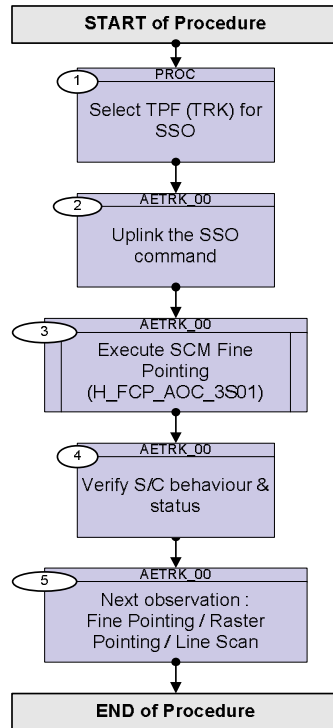 START of Procedure
PROC
1
Select TPF (TRK) for
SSO
AETRK_00
2
Uplink the SSO
command
AETRK_00
3
Execute SCM Fine
Pointing
(H_FCP_AOC_3S01)
AETRK_00
4
Verify S/C behaviour &
status
AETRK_00
5
Next observation :
Fine Pointing / Raster
Pointing / Line Scan
END of Procedure